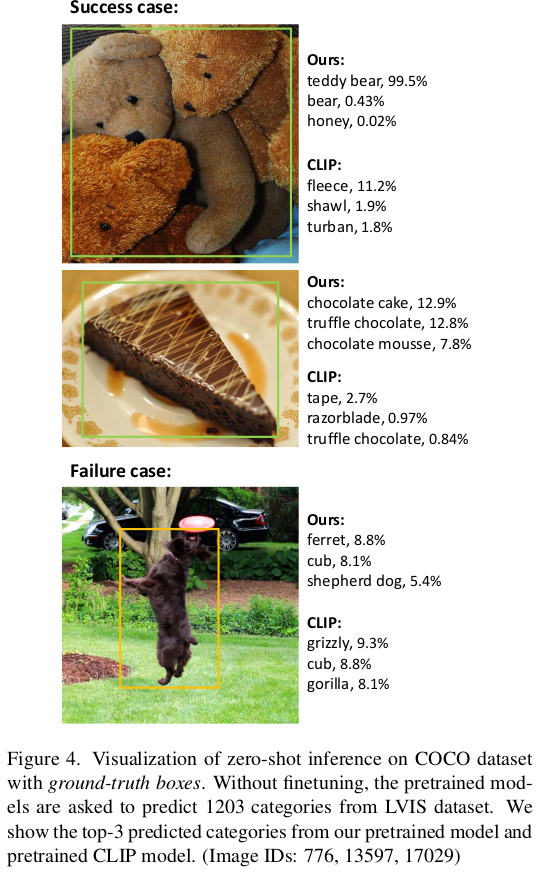 Success case:
Ours:
teddy bear, 99.5%
bear, 0.43%
honey, 0.02%
CLIP:
fleece, 11.2%
shawl, 1.9%
turban, 1.8%
Ours:
chocolate cake, 12.9%
truffle chocolate, 12.8%
chocolate mousse, 7.8%
CLIP:
tape, 2.7%
razorblade, 0.97%
truffle chocolate, 0.84%
Failure case:
Ours:
ferret, 8.8%
cub, 8.1%
shepherd dog, 5.4%
CLIP:
grizzly, 9.3%
cub, 8.8%
gorilla, 8.1%
Figure 4. Visualization of zero-shot inference on COCO dataset
with ground-truth boxes. Without finetuning, the pretrained mod-
els are asked to predict 1203 categories from LVIS dataset. We
show the top-3 predicted categories from our pretrained model and
pretrained CLIP model. (Image IDs: 776, 13597, 17029)